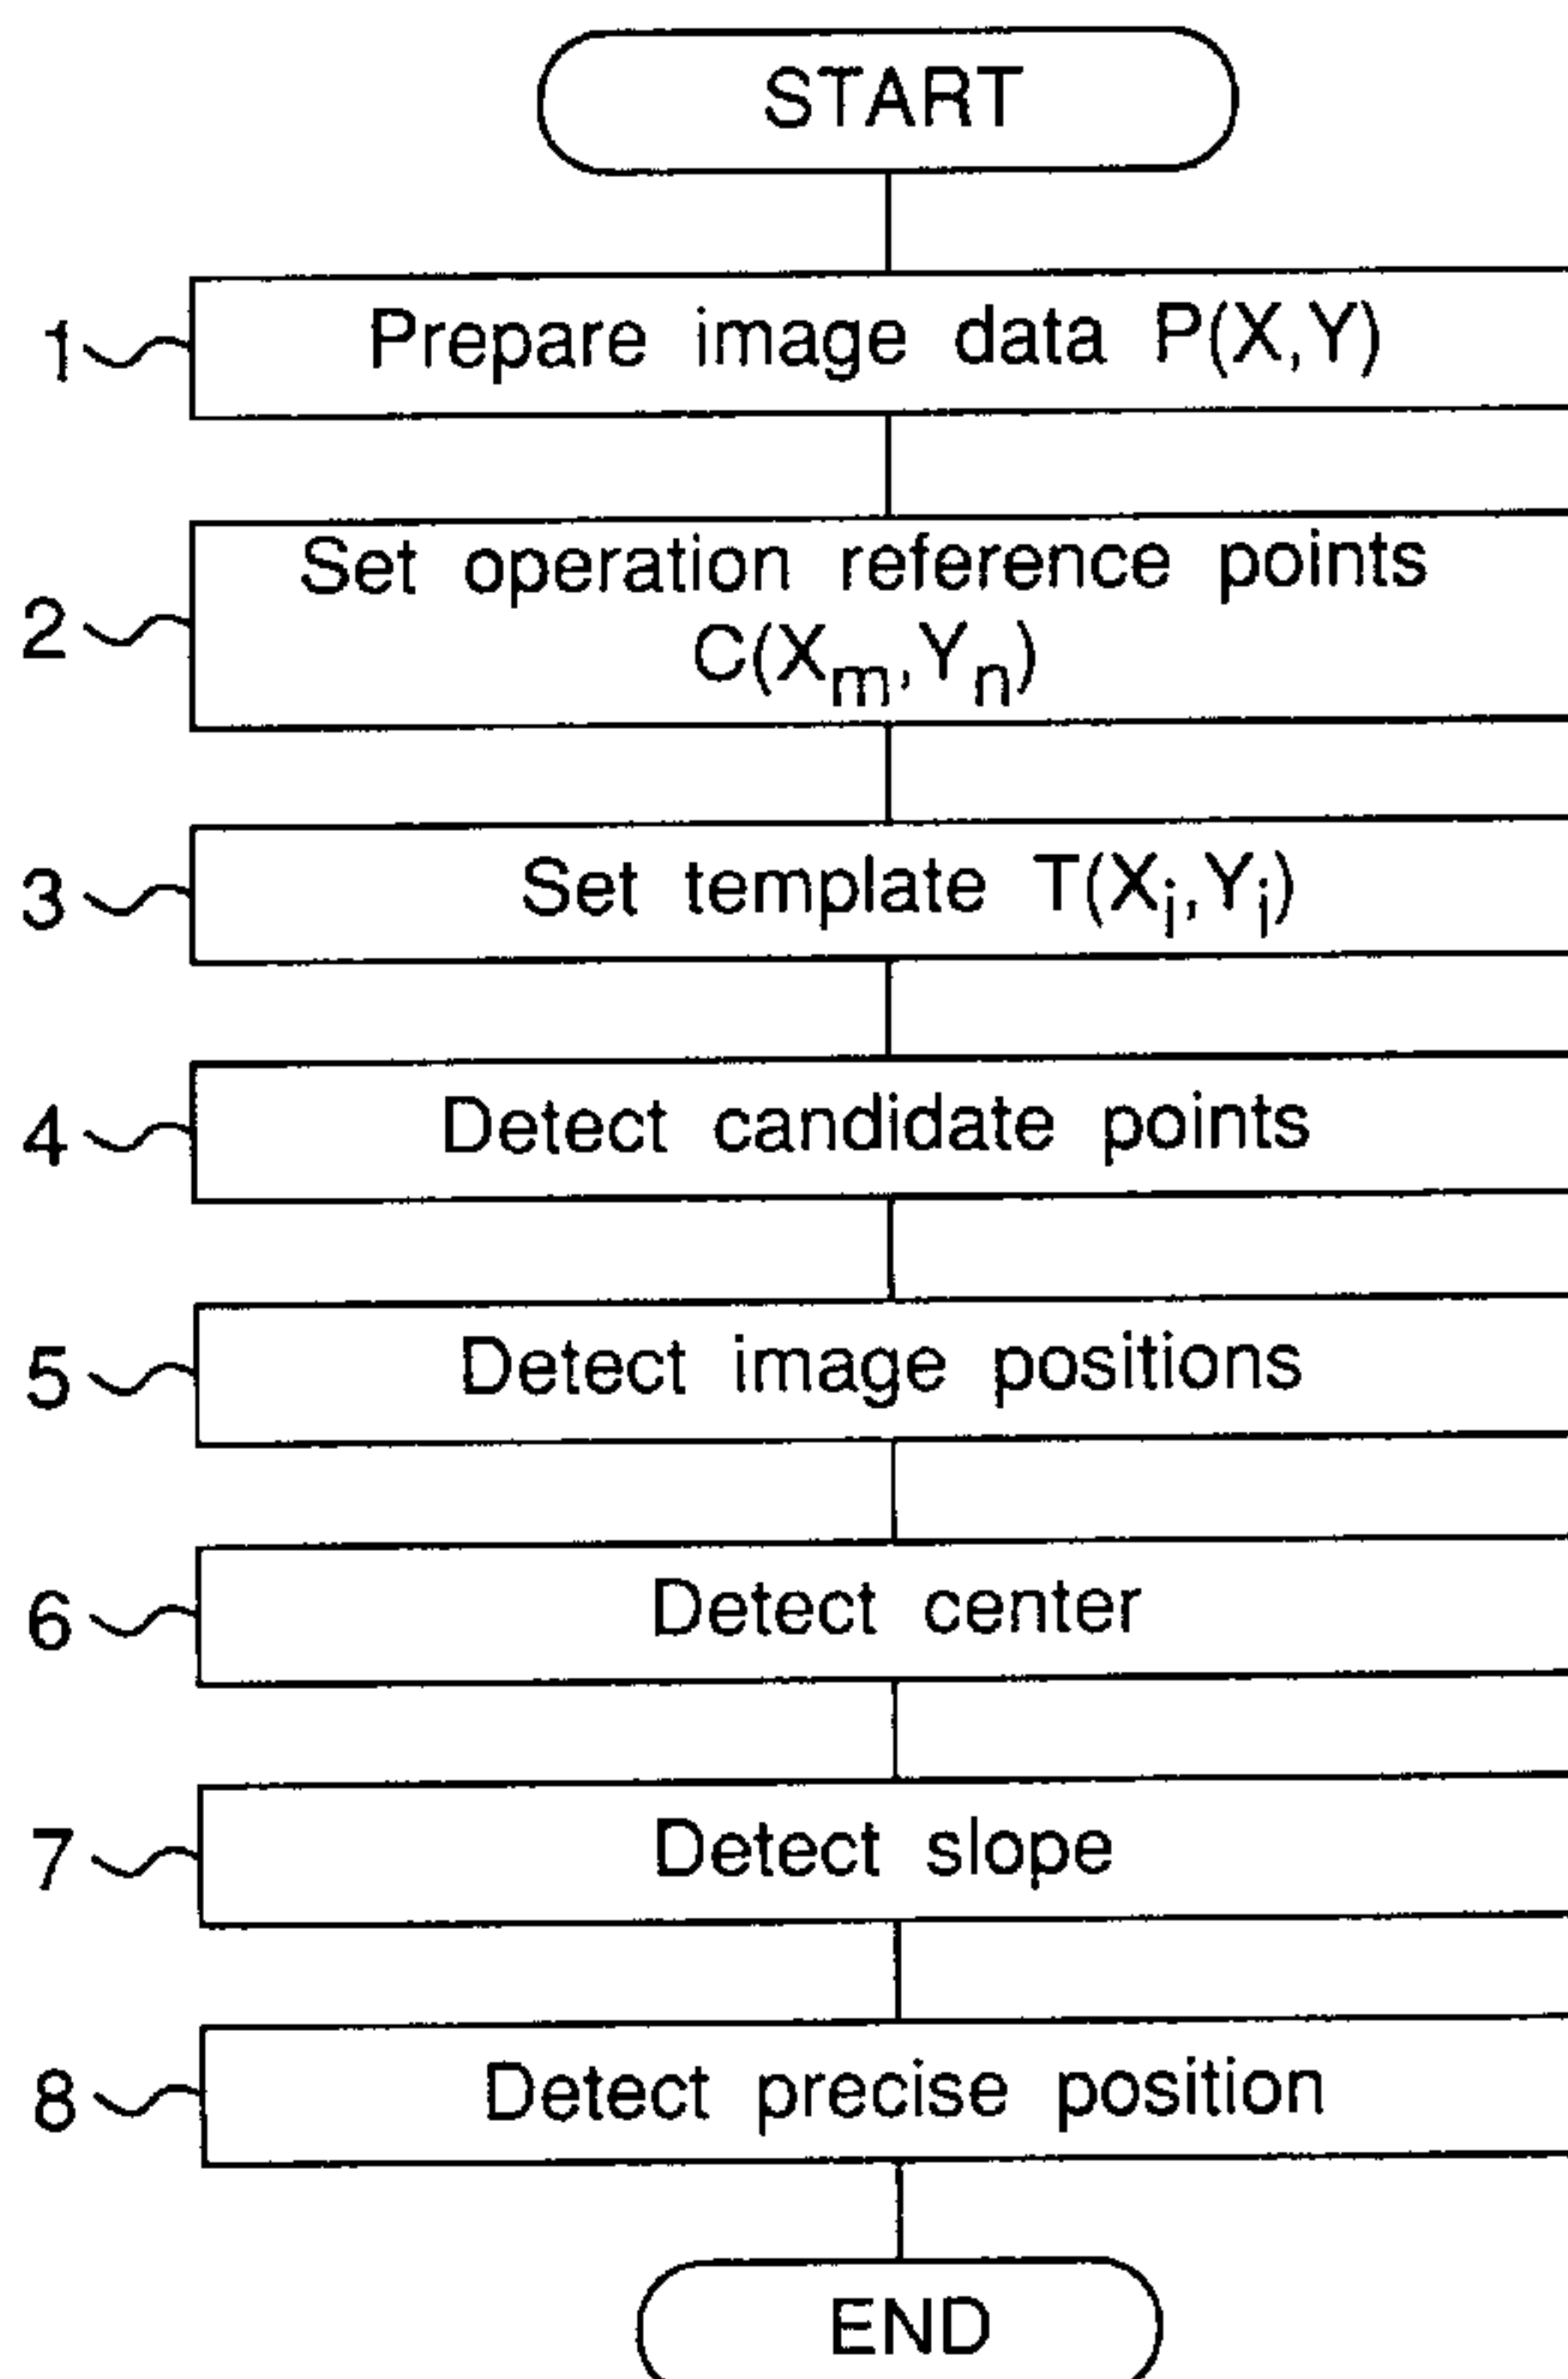 START
1 Prepare image data P(X,Y)
2 Set operation reference points
C(Xm,Yn)
3 Set template T(Xi,Yj)
4 Detect candidate points
5 Detect image positions
6 Detect center
7 Detect slope
8 Detect precise position
END